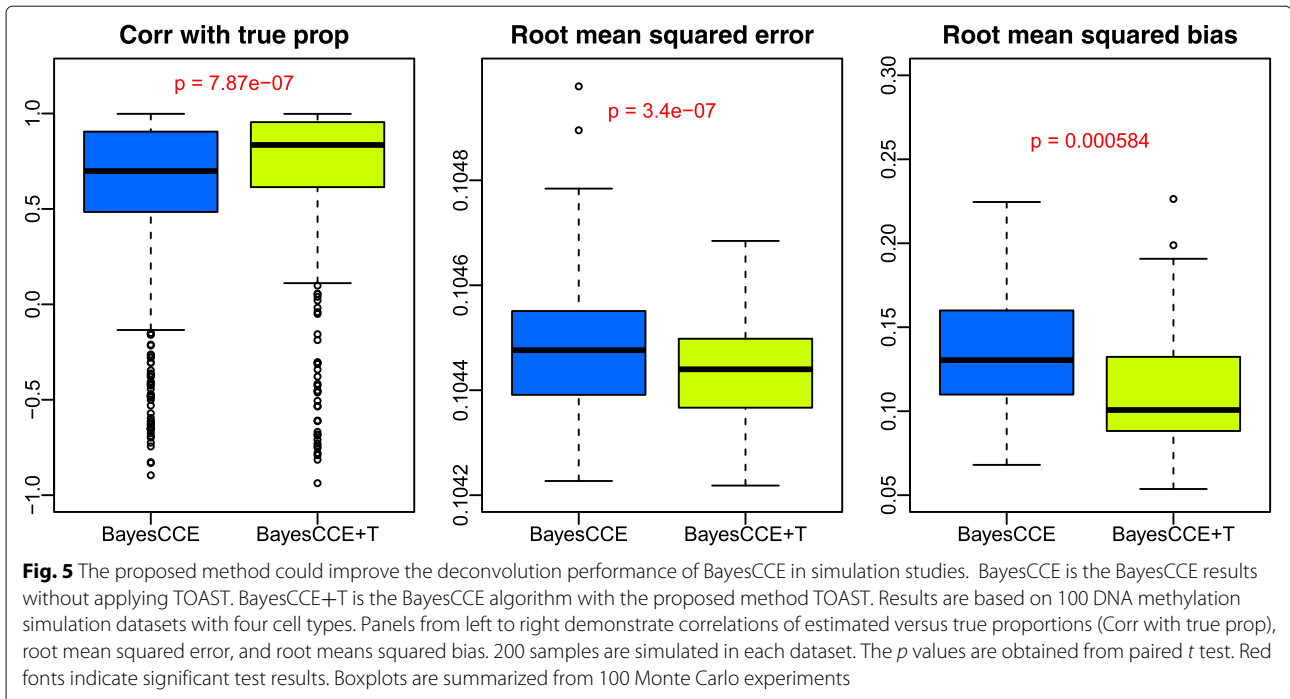 Corr with true prop
p = 7.87e−07
1.0
0.5
0.0
−0.5
−1.0
BayesCCE BayesCCE+T
Root mean squared error
p = 3.4e−07
0.1048
0.1046
0.1044
0.1042
BayesCCE BayesCCE+T
Root mean squared bias
p = 0.000584
0.30
0.25
0.20
0.15
0.10
0.05
BayesCCE BayesCCE+T
Fig. 5 The proposed method could improve the deconvolution performance of BayesCCE in simulation studies. BayesCCE is the BayesCCE results
without applying TOAST. BayesCCE+T is the BayesCCE algorithm with the proposed method TOAST. Results are based on 100 DNA methylation
simulation datasets with four cell types. Panels from left to right demonstrate correlations of estimated versus true proportions (Corr with true prop),
root mean squared error, and root means squared bias. 200 samples are simulated in each dataset. The p values are obtained from paired t test. Red
fonts indicate significant test results. Boxplots are summarized from 100 Monte Carlo experiments